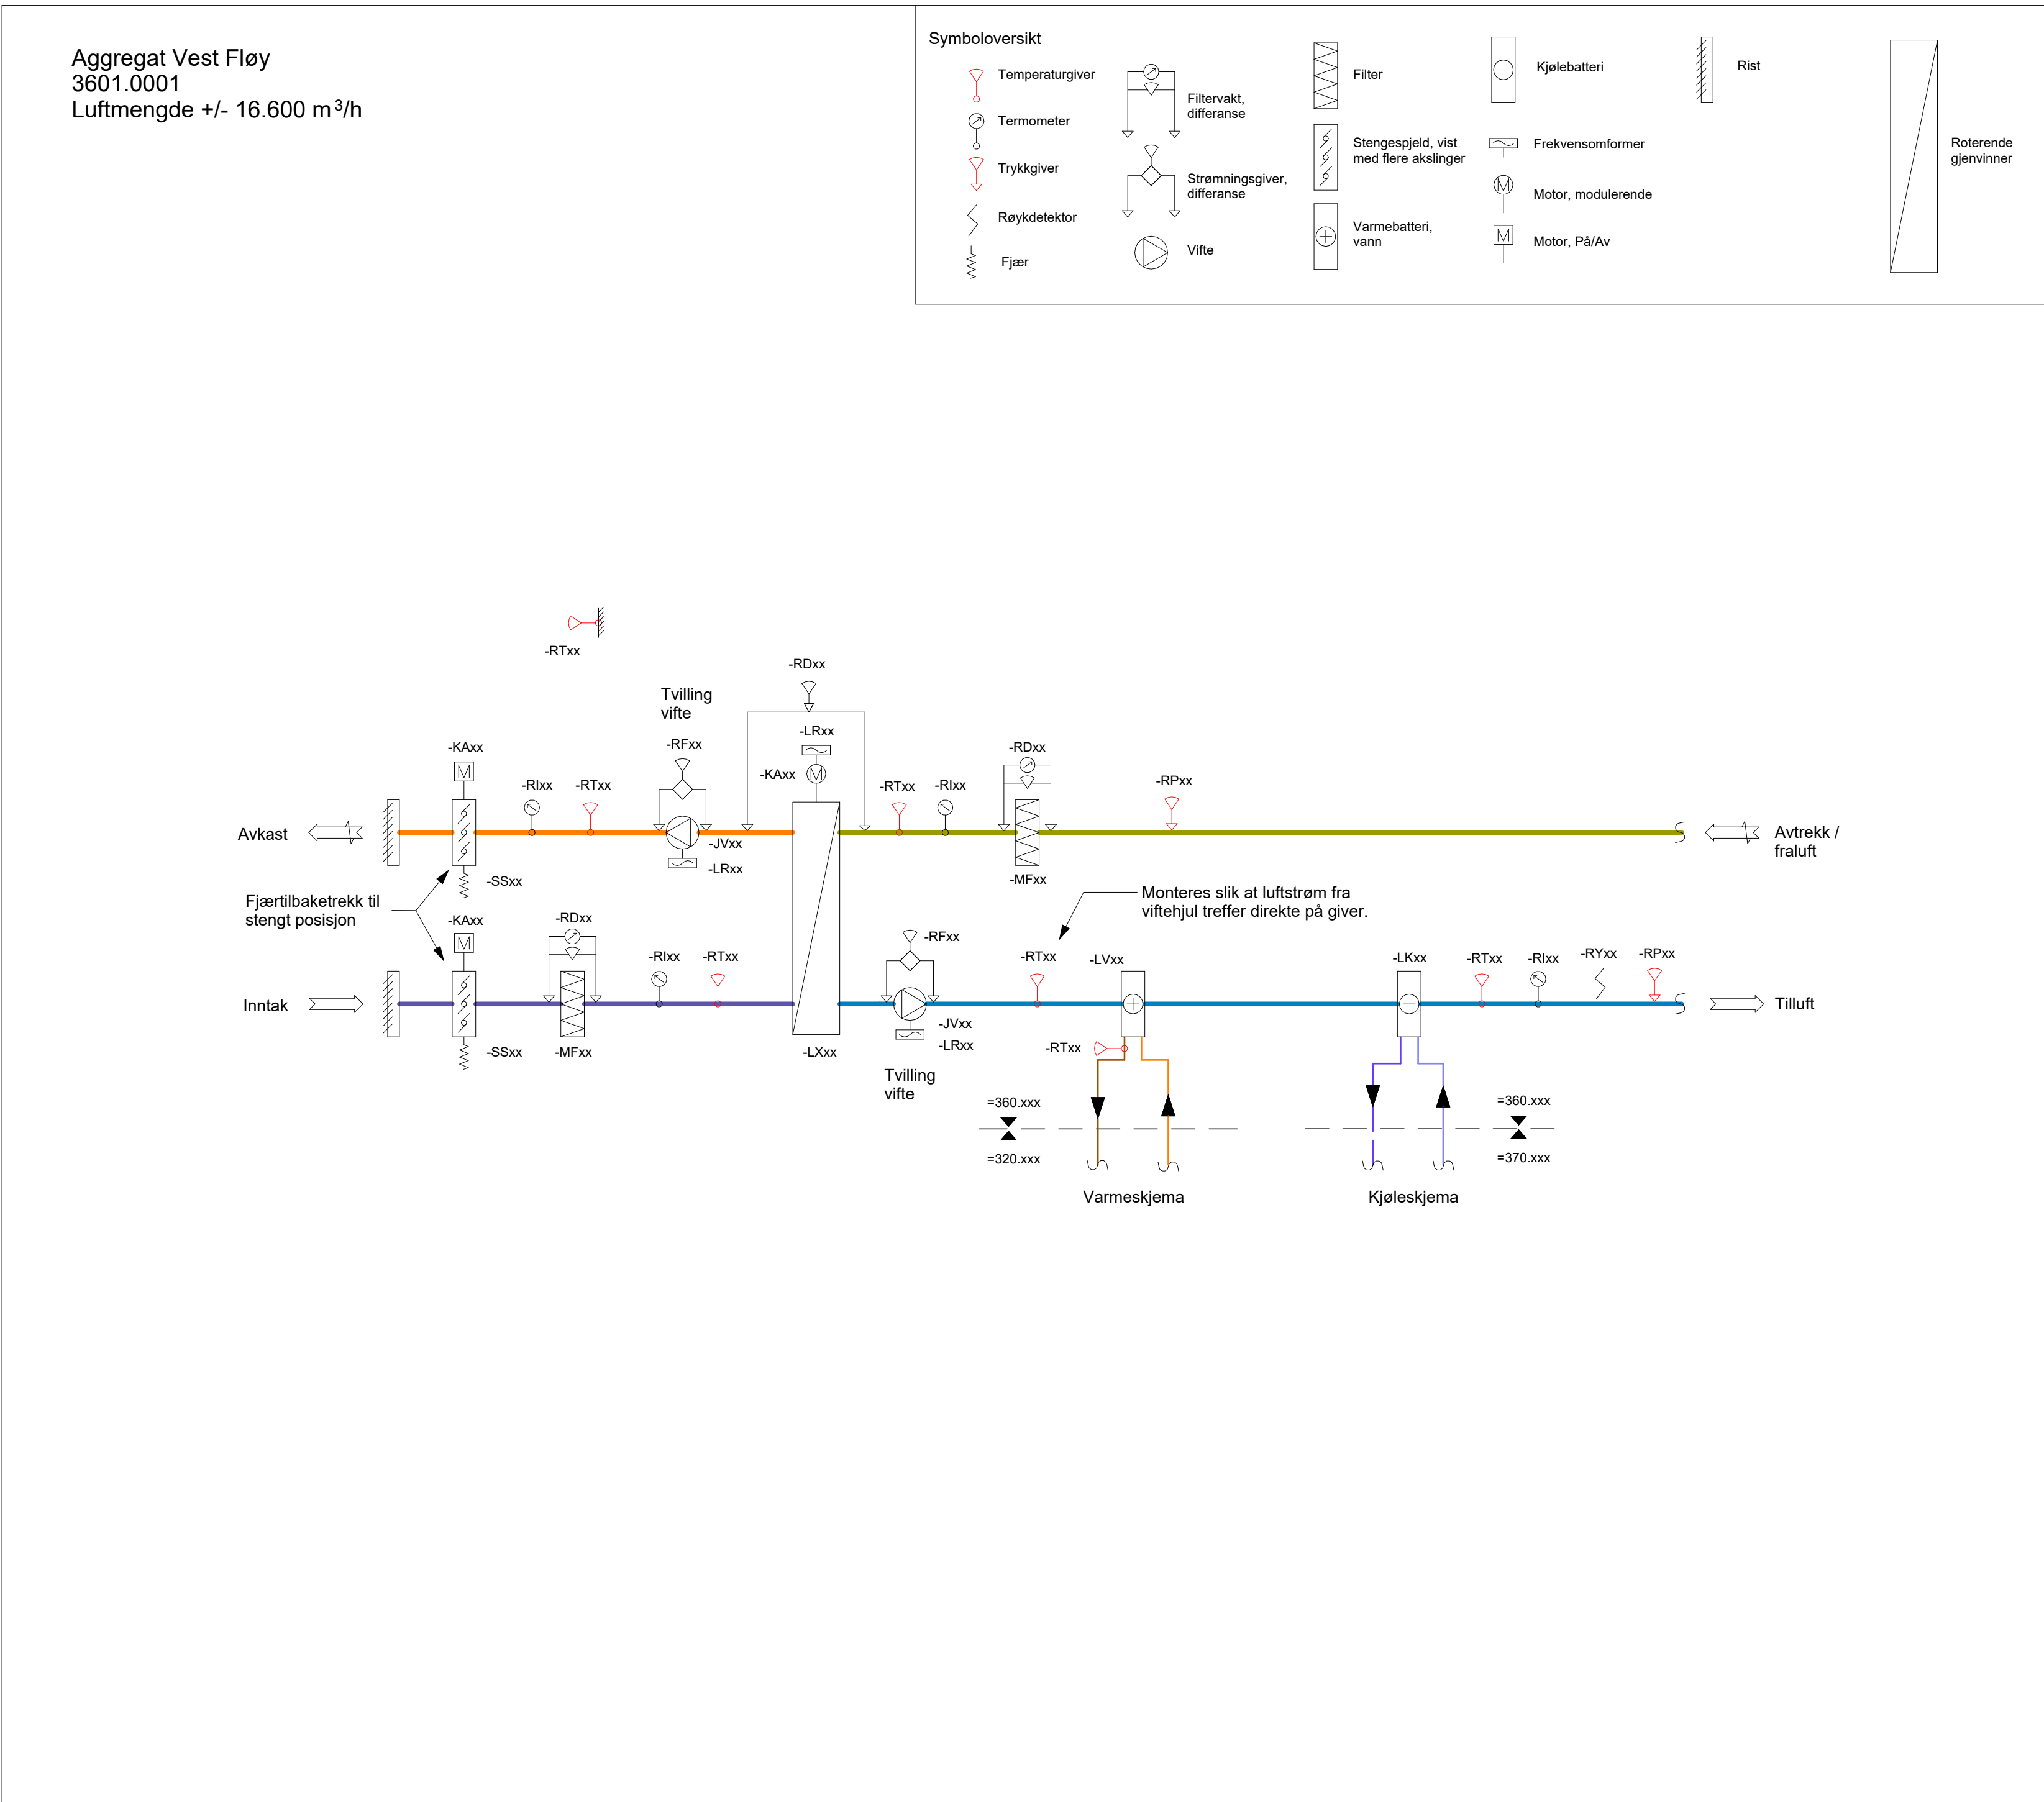 Aggregat Vest Fløy
3601.0001
Luftmengde +/- 16.600 m³/h
Symboloversikt
Temperaturgiver
Termometer
Trykkgiver
Røykdetektor
Fjær
Filtervakt,
differanse
Strømningsgiver,
differanse
Vifte
Filter
Stengespjeld, vist
med flere akslinger
Varmebatteri,
vann
Kjølebatteri
Frekvensomformer
Motor, modulerende
M
Motor, På/Av
M
Rist
Roterende
gjenvinner
-RTxx
-RDxx
Tvilling
vifte
-LRxx
-KAxx
-RFxx
-RDxx
M
-KAxx
M
-RIxx
-RTxx
-RTxx
-RIxx
-RPxx
Avkast
Avtrekk /
fraluft
-JVxx
-LRxx
-SSxx
-MFxx
Fjærtilbaketrekk til
stengt posisjon
Monteres slik at luftstrøm fra
viftehjul treffer direkte på giver.
-KAxx
M
-RDxx
-RFxx
-RIxx
-RTxx
-RTxx
-LVxx
-LKxx
-RTxx
-RIxx
-RYxx
-RPxx
Inntak
Tilluft
-JVxx
-LRxx
-SSxx
-MFxx
-LXxx
-RTxx
Tvilling
vifte
=360.xxx
=360.xxx
=320.xxx
=370.xxx
Varmeskjema
Kjøleskjema